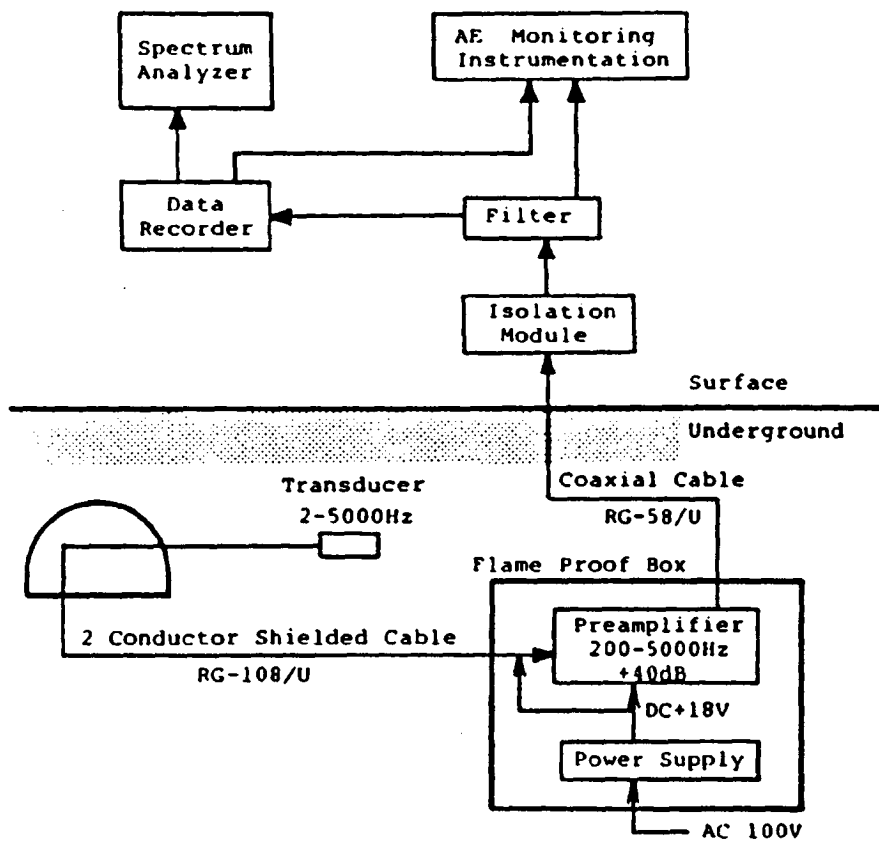 Spectrum
Analyzer
AE Monitoring
Instrumentation
Data
Recorder
Filter
Isolation
Module
Surface
Underground
Transducer
2-5000Hz
Coaxial Cable
RG-58/U
Flame Proof Box
2 Conductor Shielded Cable
RG-108/U
Preamplifier
200-5000Hz
+40dB
DC+18V
Power Supply
AC 100V